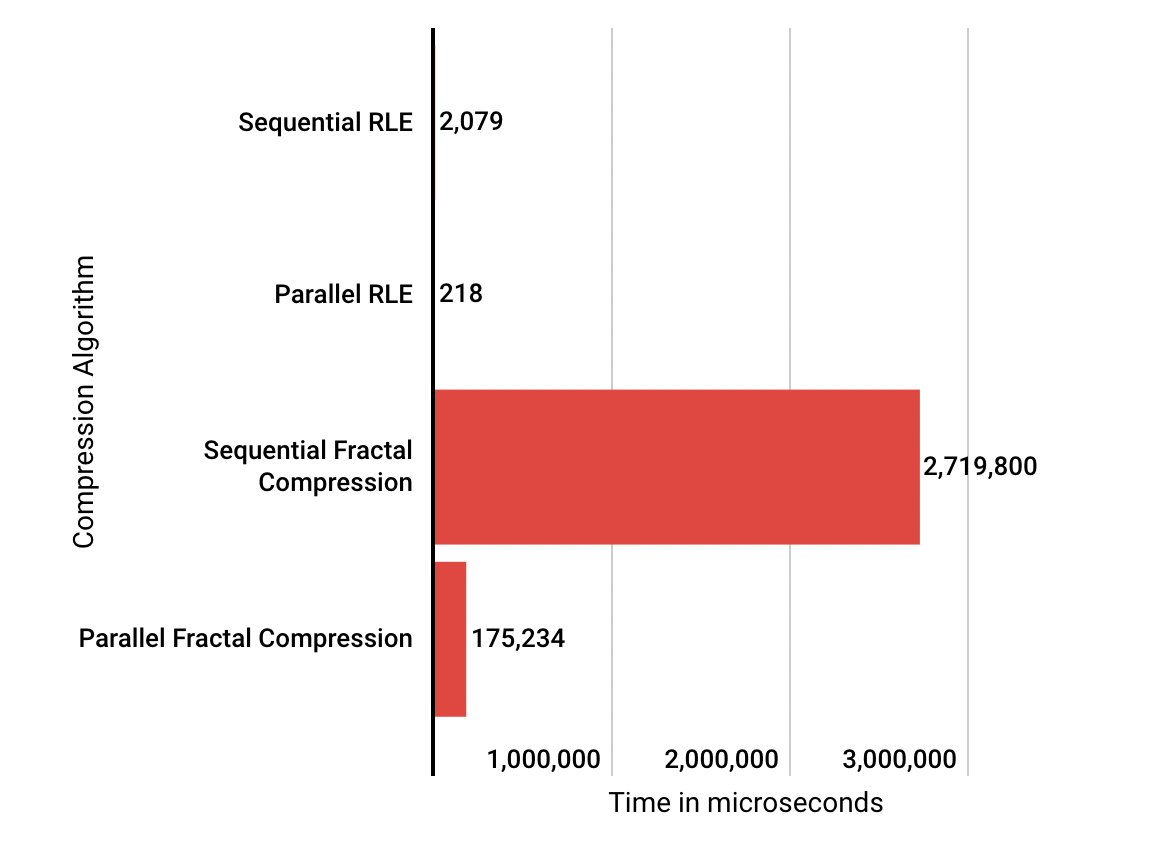 Sequential RLE
2,079
Parallel RLE
218
Sequential Fractal
Compression
2,719,800
Parallel Fractal Compression
175,234
1,000,000
2,000,000
3,000,000
Time in microseconds
Compression Algorithm